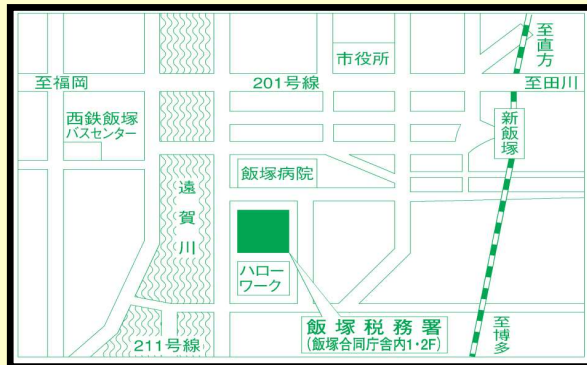 至直方
市役所
至福岡
201号線
至田川
西鉄飯塚
バスセンター
新飯塚
飯塚病院
遠賀川
ハロー
ワーク
飯塚税務署
(飯塚合同庁舎内1・2F)
至博多
211号線